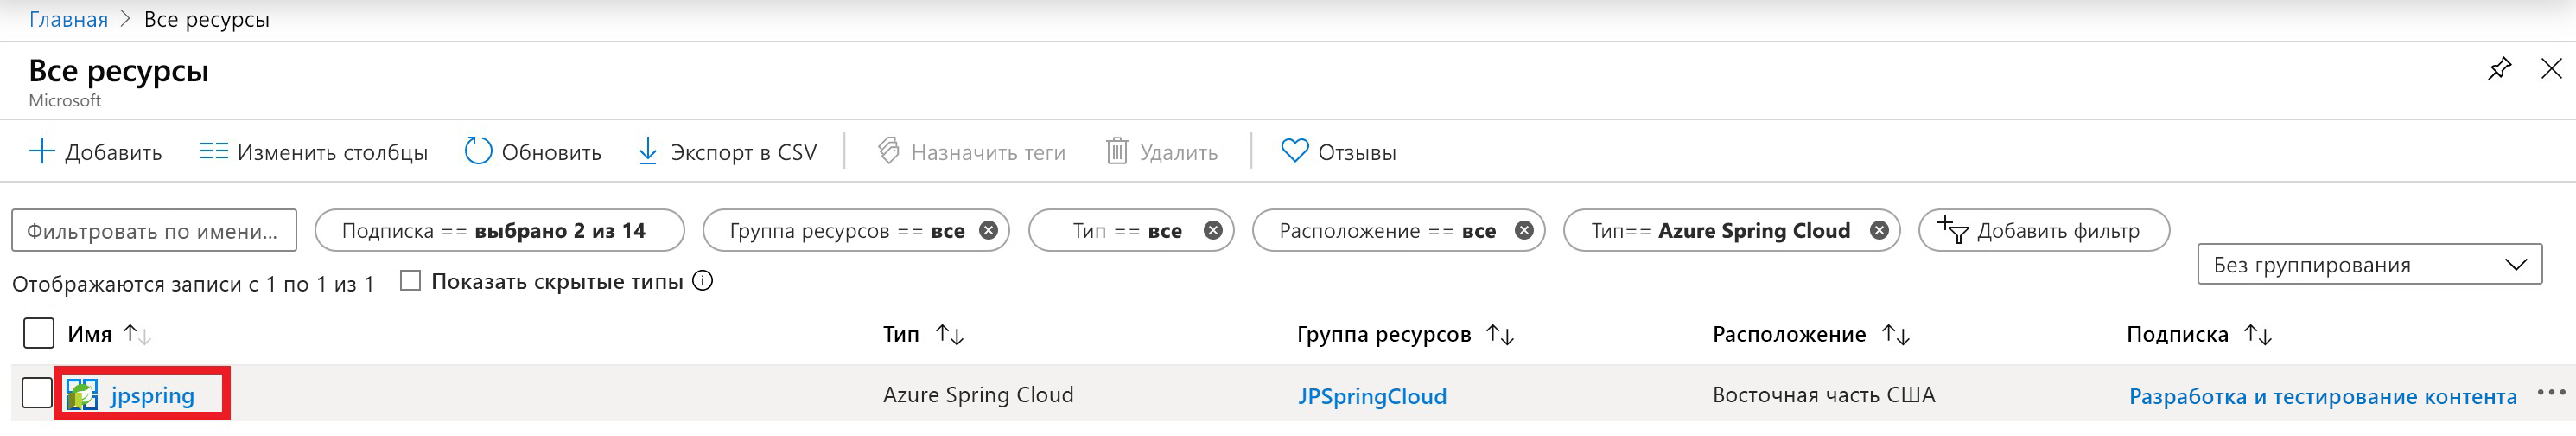 Главная > Все ресурсы
Все ресурсы
Microsoft
Добавить Изменить столбцы Обновить Экспорт в CSV Назначить теги Удалить Отзывы
Фильтровать по имени... Подписка == выбрано 2 из 14 Группа ресурсов == все Тип == все Расположение == все Тип== Azure Spring Cloud Добавить фильтр
Без группирования
Отображаются записи с 1 по 1 из 1 Показать скрытые типы
Имя Тип Группа ресурсов Расположение Подписка
jpspring Azure Spring Cloud JPSpringCloud Восточная часть США Разработка и тестирование контента